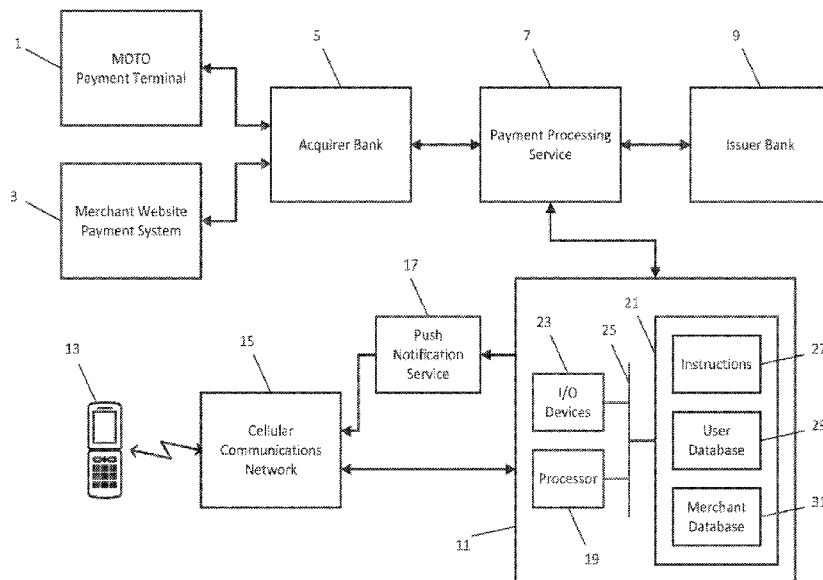 1
MOTO
Payment Terminal
5
Acquirer Bank
7
Payment Processing
Service
9
Issuer Bank
3
Merchant Website
Payment System
17
Push
Notification
Service
13
15
Cellular
Communications
Network
23
I/O
Devices
25
21
Instructions
27
User
Database
29
Processor
19
Merchant
Database
31
11